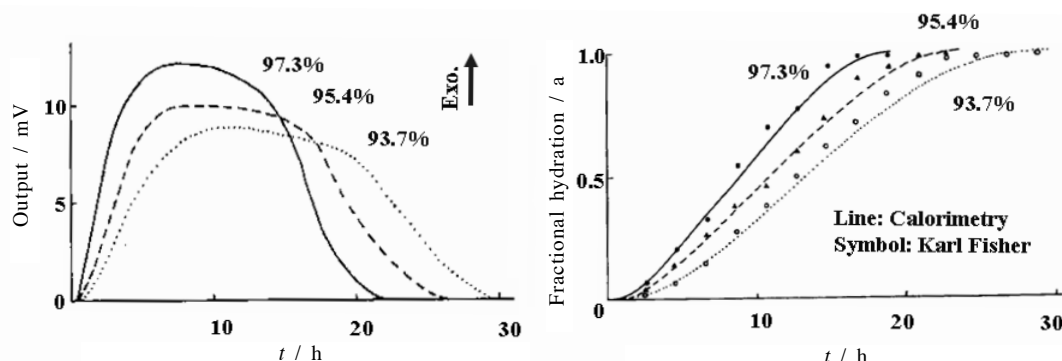 97.3%
95.4%
93.7%
Exo.
Output / mV
10
5
0
10
20
30
t / h
95.4%
97.3%
93.7%
Fractional hydration / a
1.0
0.5
0
Line: Calorimetry
Symbol: Karl Fisher
10
20
30
t / h